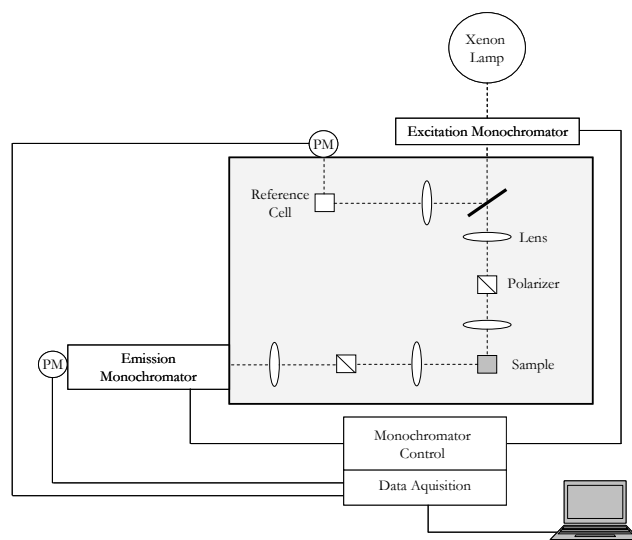 Xenon
Lamp
Excitation Monochromator
PM
Reference
Cell
Lens
Polarizer
PM
Emission
Monochromator
Sample
Monochromator
Control
Data Aquisition